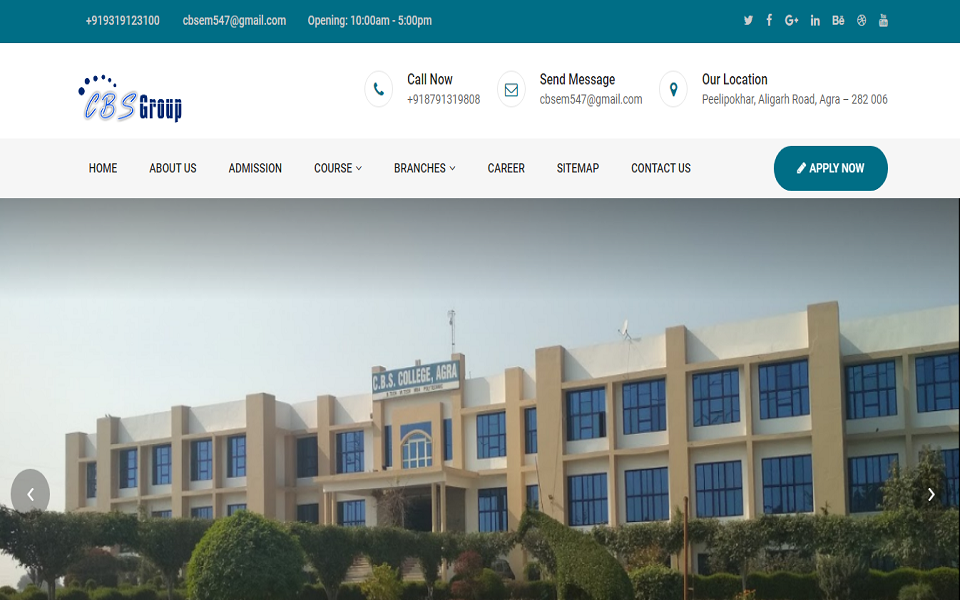 +919319123100 cbsem547@gmail.com Opening: 10:00am - 5:00pm
CBS Group
Call Now
+918791319808
Send Message
cbsem547@gmail.com
Our Location
Peelipokhar, Aligarh Road, Agra – 282 006
HOME ABOUT US ADMISSION COURSE BRANCHES CAREER SITEMAP CONTACT US APPLY NOW
C.B.S. COLLEGE, AGRA